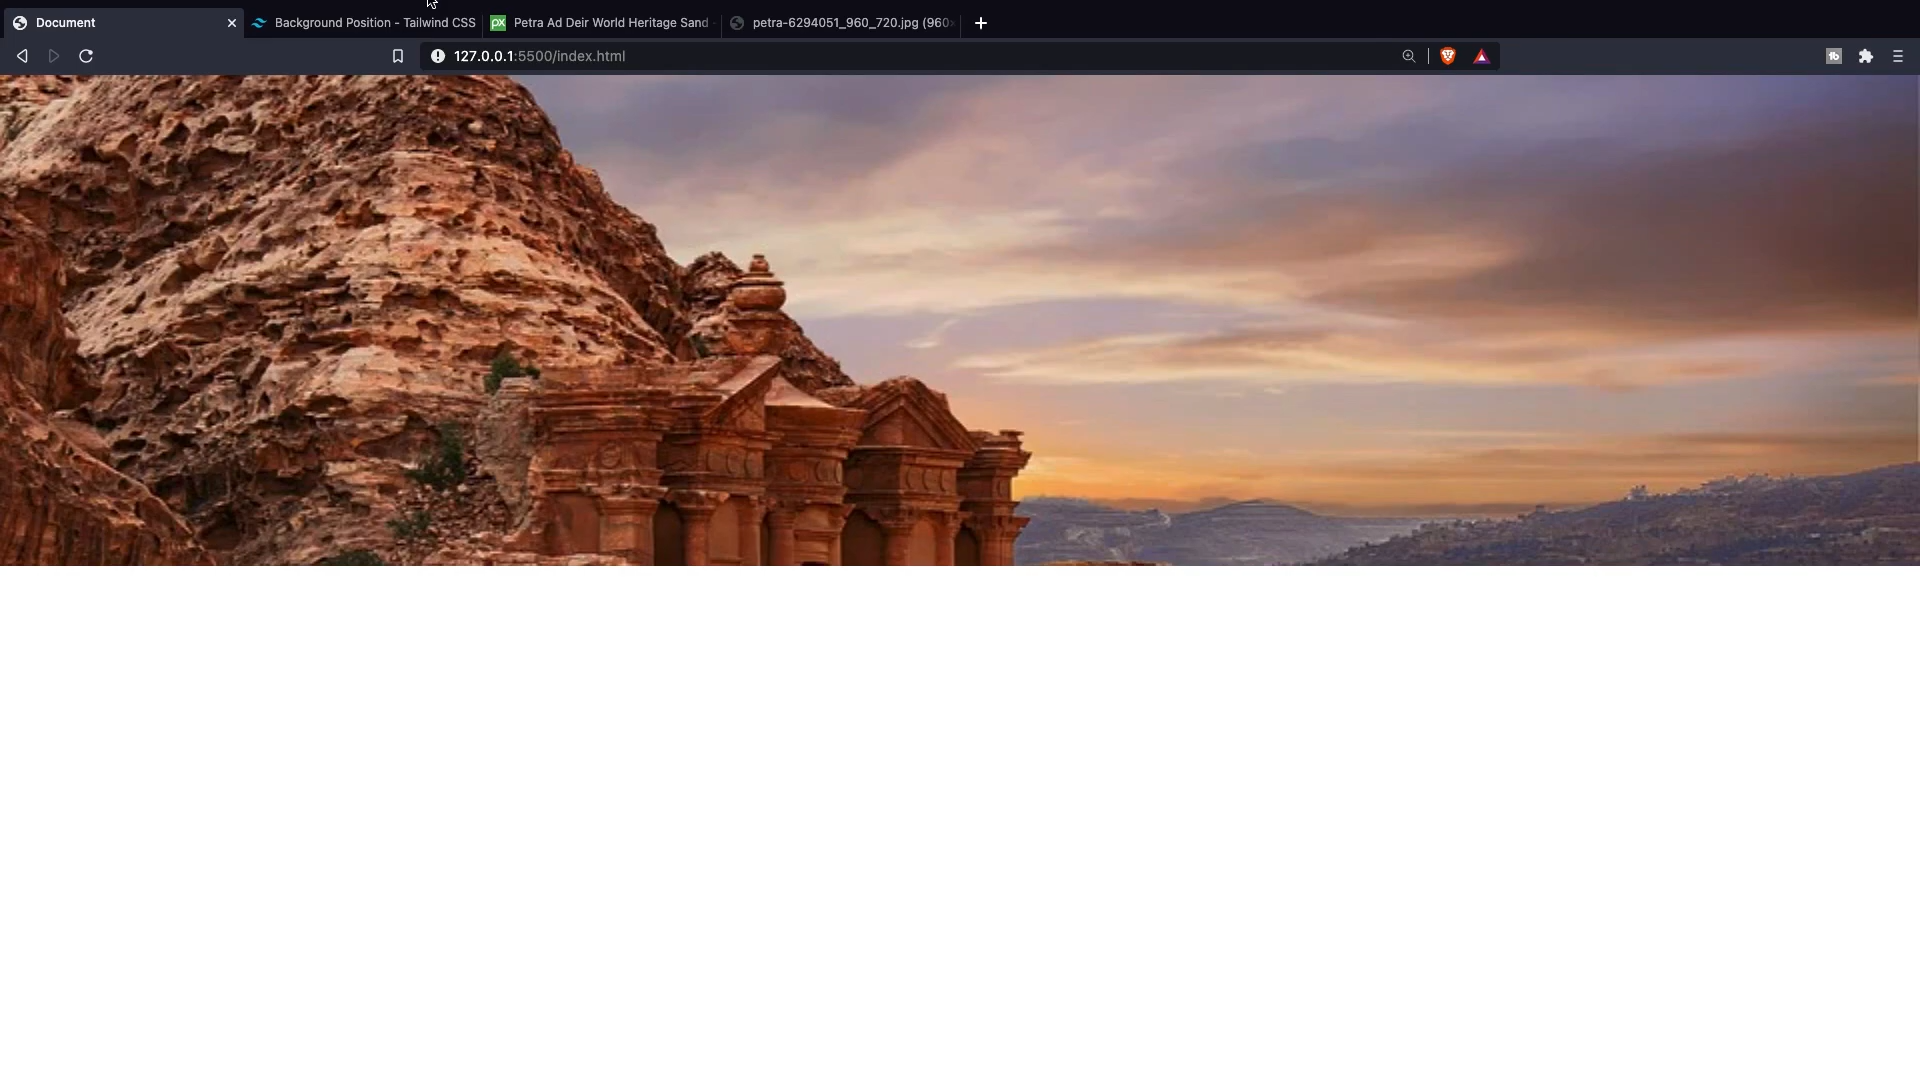 Document
Background Position - Tailwind CSS
px
Petra Ad Deir World Heritage Sand
petra-6294051_960_720.jpg (960
127.0.0.1:5500/index.html